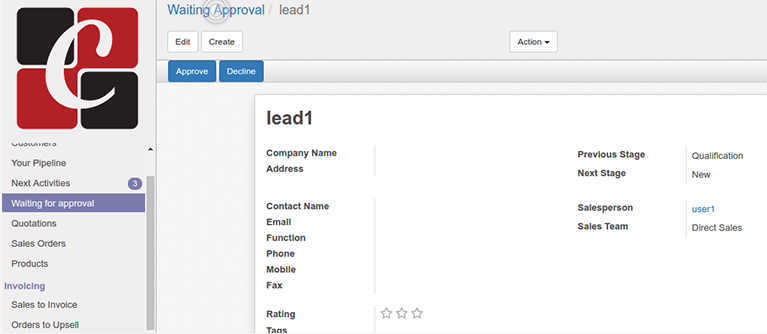 C
Customers
Your Pipeline
Next Activities 3
Waiting for approval
Quotations
Sales Orders
Products
Invoicing
Sales to Invoice
Orders to Upsell
Waiting Approval / lead1
Edit Create Action
Approve Decline
lead1
Company Name
Address
Previous Stage Qualification
Next Stage New
Contact Name
Email
Function
Phone
Mobile
Fax
Salesperson user1
Sales Team Direct Sales
Rating
Tags